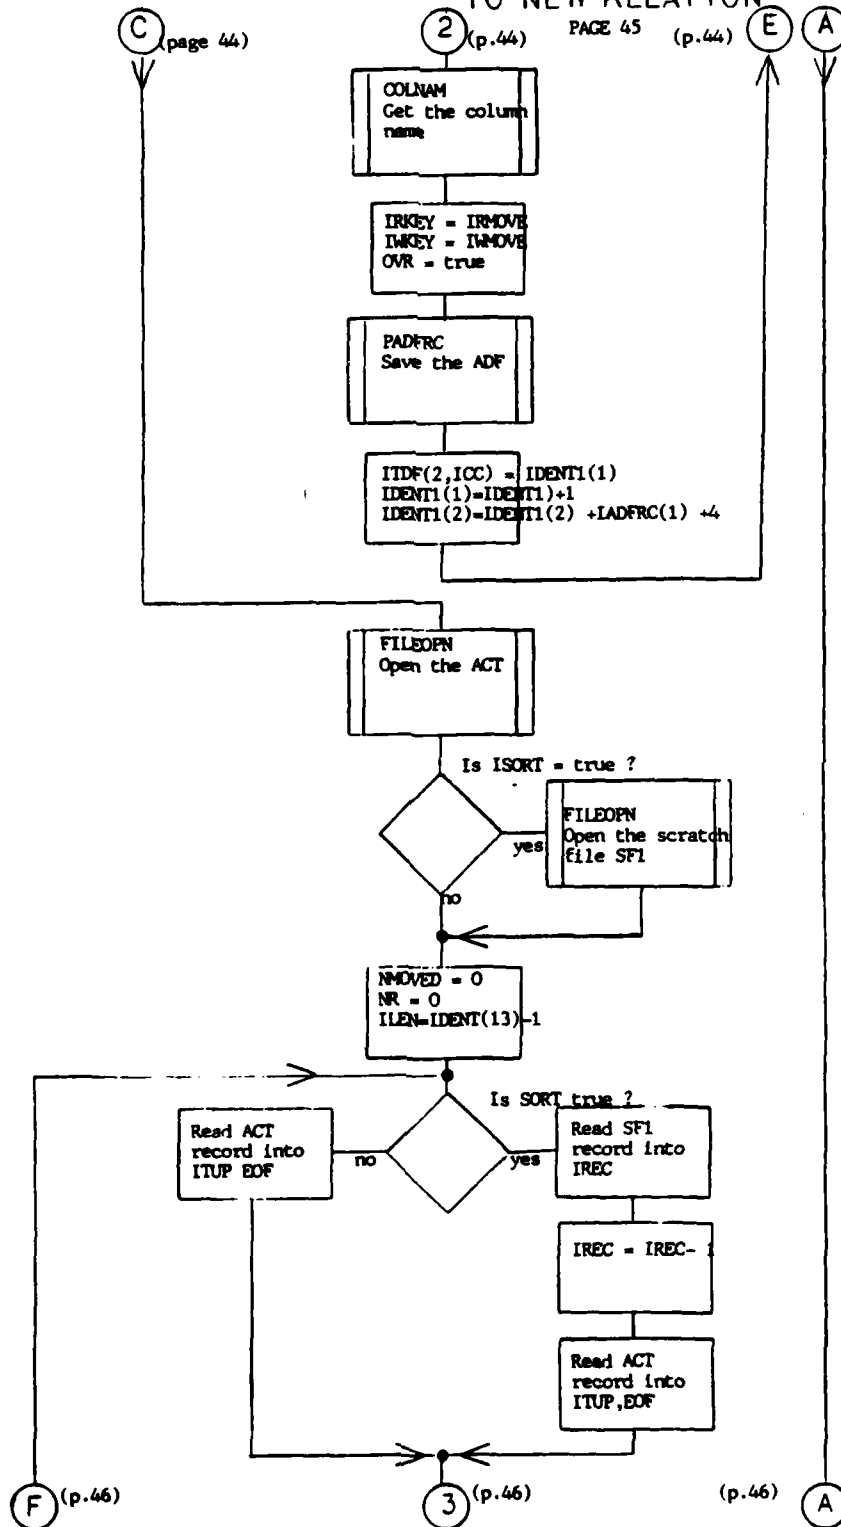 TO NEW RELATION
C (page 44)
2 (p.44)
PAGE 45
(p.44) E
A
COLNAM
Get the column
name
IRKEY = IRMOVE
IWKEY = IWMOVE
OVR = true
PADFRC
Save the ADF
ITDF(2,ICC) = IDENT1(1)
IDENT1(1)=IDENT1)+1
IDENT1(2)=IDENT1(2) +IADFRC(1) +4
FILEOPN
Open the ACT
Is ISORT = true ?
FILEOPN
Open the scratch
file SF1
yes
no
NMOVED = 0
NR = 0
ILEN=IDENT(13)-1
Is SORT true ?
Read ACT
record into
ITUP EOF
no
yes
Read SF1
record into
IREC
IREC = IREC- 1
Read ACT
record into
ITUP,EOF
F (p.46)
3 (p.46)
(p.46) A